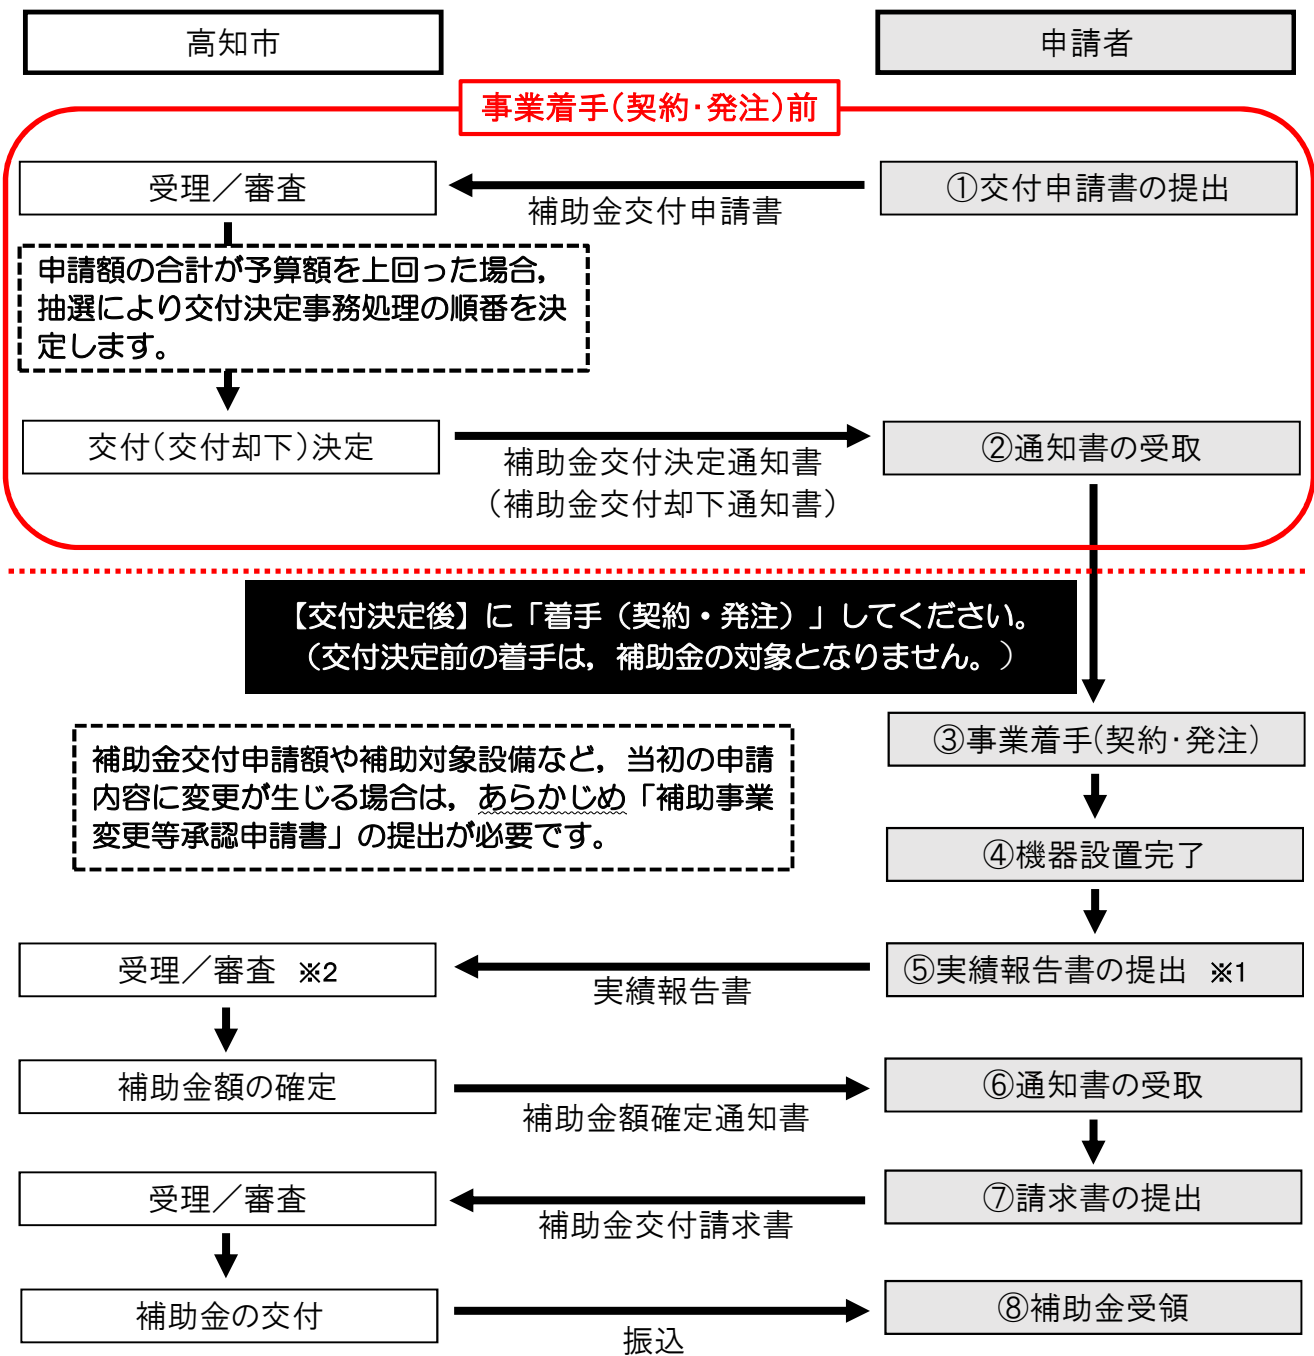 高知市
申請者
事業着手(契約･発注)前
受理／審査
①交付申請書の提出
補助金交付申請書
申請額の合計が予算額を上回った場合，
抽選により交付決定事務処理の順番を決
定します。
交付(交付却下)決定
②通知書の受取
補助金交付決定通知書
（補助金交付却下通知書）
【交付決定後】に「着手（契約・発注）」してください。
（交付決定前の着手は，補助金の対象となりません。）
③事業着手(契約･発注)
補助金交付申請額や補助対象設備など，当初の申請
内容に変更が生じる場合は，あらかじめ「補助事業
変更等承認申請書」の提出が必要です。
④機器設置完了
受理／審査　※2
⑤実績報告書の提出　※1
実績報告書
補助金額の確定
⑥通知書の受取
補助金額確定通知書
受理／審査
⑦請求書の提出
補助金交付請求書
補助金の交付
⑧補助金受領
振込